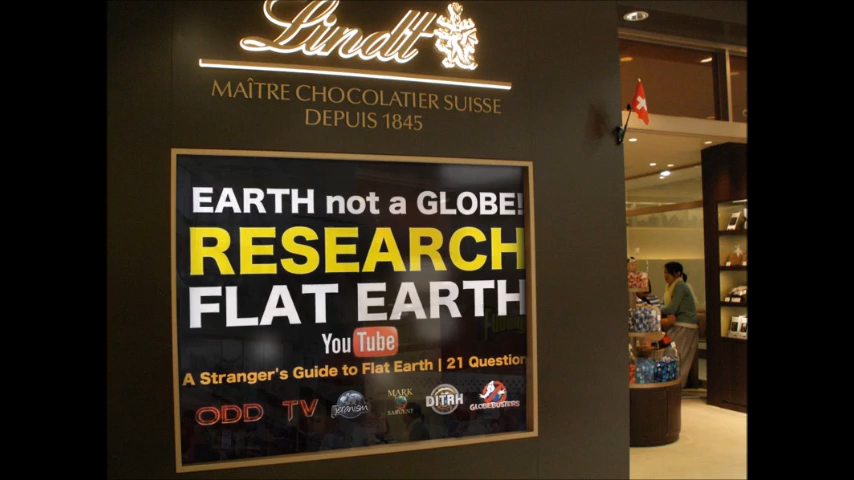 Lindt
MAÎTRE CHOCOLATIER SUISSE
DEPUIS 1845
EARTH not a GLOBE!
RESEARCH
FLAT EARTH
YouTube
A Stranger's Guide to Flat Earth | 21 Question
ODD TV jeranism MARK SARGENT DITRH GLOBEBUSTERS